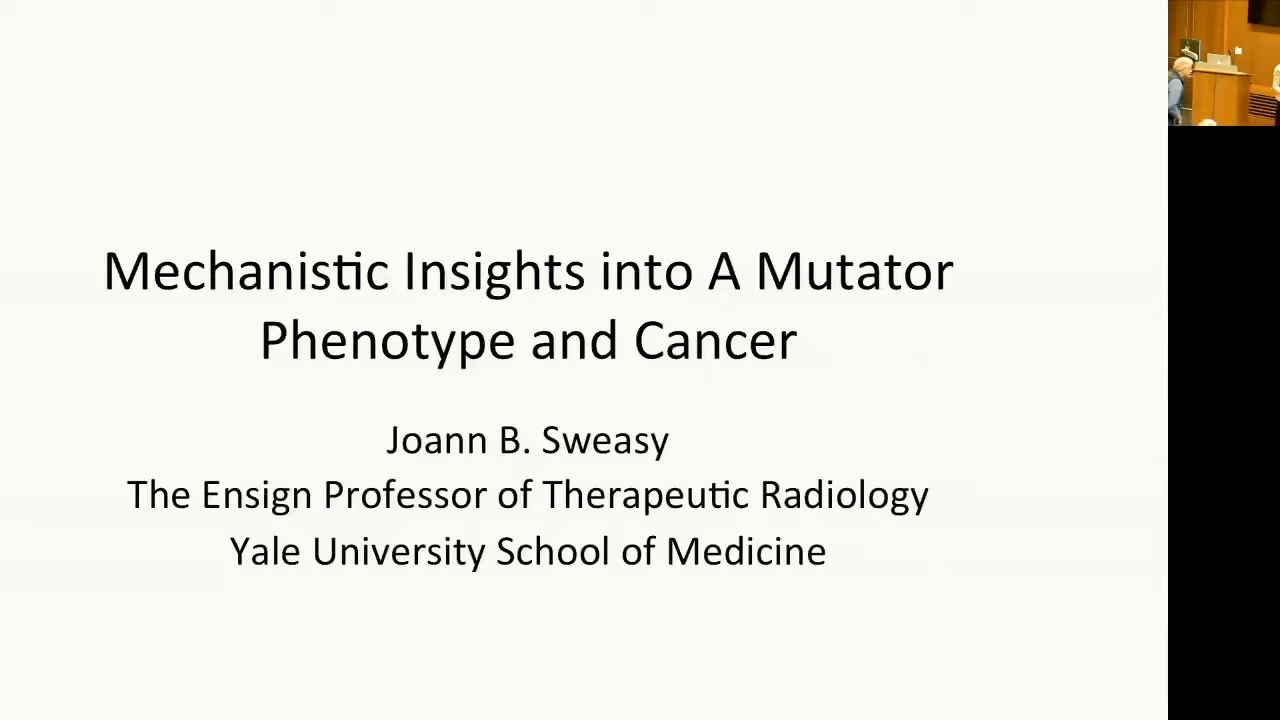 Mechanistic Insights into A Mutator
Phenotype and Cancer
Joann B. Sweasy
The Ensign Professor of Therapeutic Radiology
Yale University School of Medicine